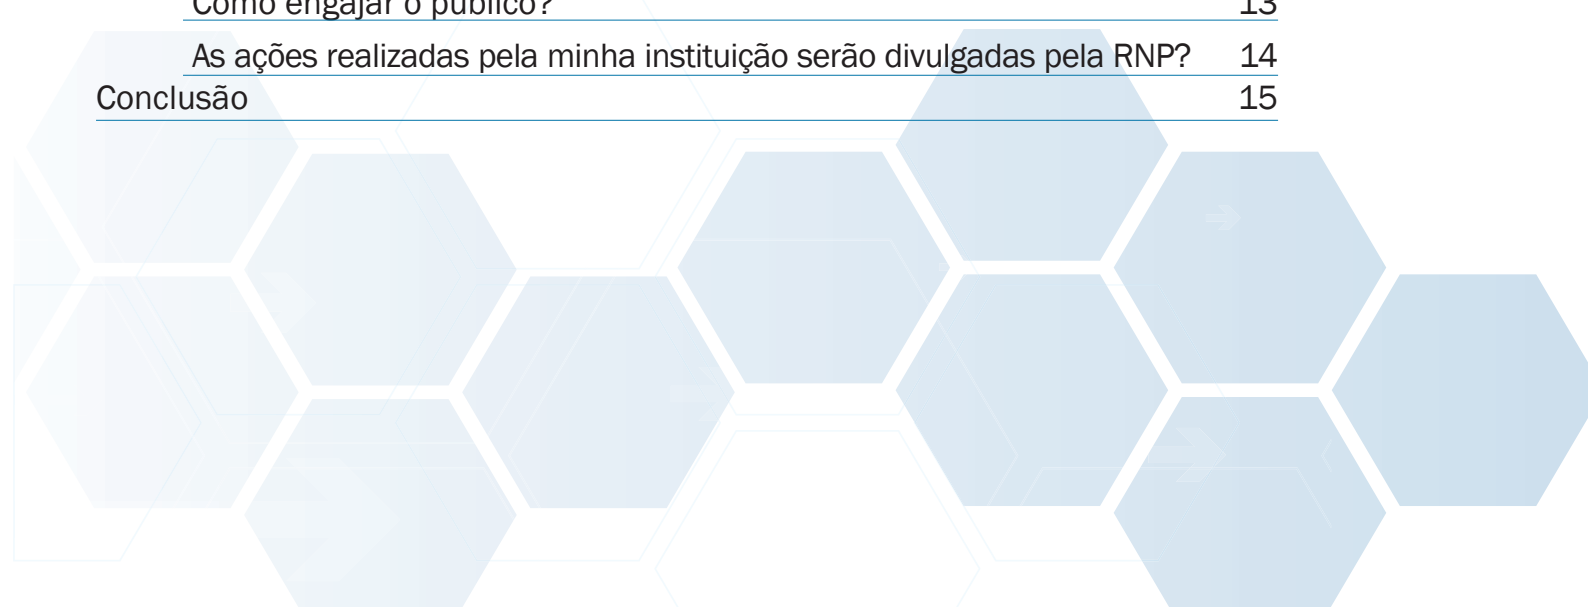 Como engajar o público? 13
As ações realizadas pela minha instituição serão divulgadas pela RNP? 14
Conclusão 15